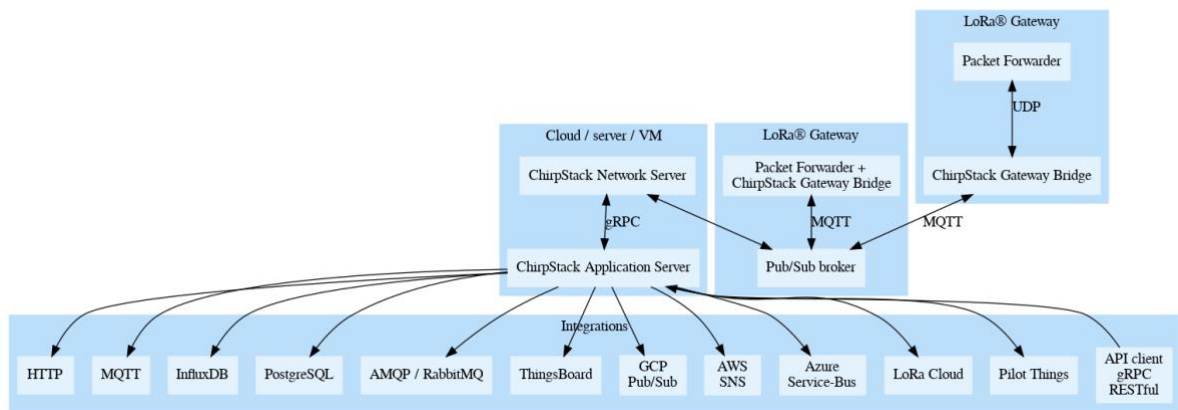 LoRa® Gateway
Packet Forwarder
UDP
ChirpStack Gateway Bridge
MQTT
Cloud / server / VM
ChirpStack Network Server
gRPC
ChirpStack Application Server
LoRa® Gateway
Packet Forwarder +
ChirpStack Gateway Bridge
MQTT
Pub/Sub broker
Integrations
HTTP
MQTT
InfluxDB
PostgreSQL
AMQP / RabbitMQ
ThingsBoard
GCP
Pub/Sub
AWS
SNS
Azure
Service-Bus
LoRa Cloud
Pilot Things
API client
gRPC
RESTful